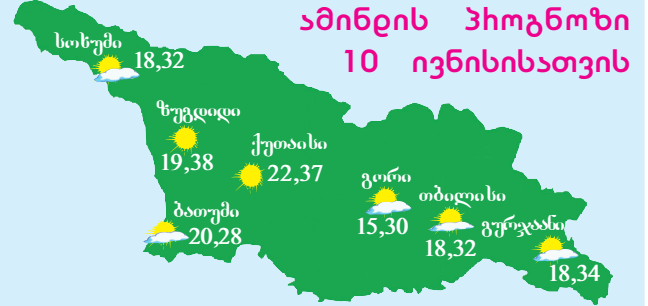 ამინდის პროგნოზი
10 ივნისისათვის
სოხუმი
18,32
ზუგდიდი
19,38
ქუთაისი
22,37
გორი
15,30
თბილისი
18,32
ბათუმი
20,28
გურჯაანი
18,34